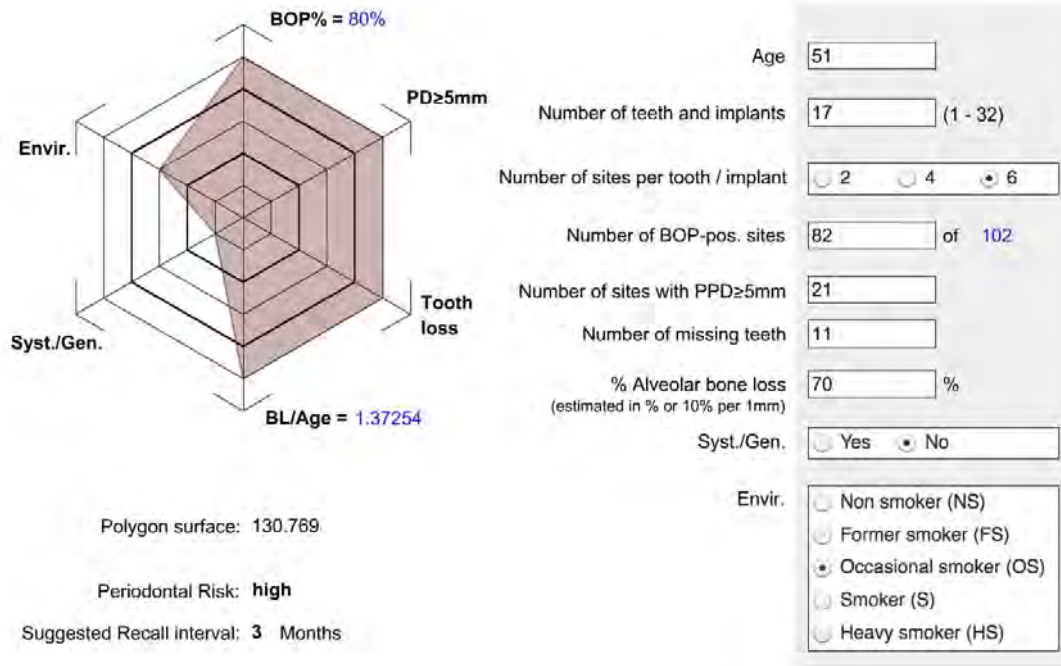 BOP% = 80%
PD≥5mm
Envir.
Tooth
loss
Syst./Gen.
BL/Age = 1.37254
Polygon surface: 130.769
Periodontal Risk: high
Suggested Recall interval: 3 Months
Age 51
Number of teeth and implants 17 (1 - 32)
Number of sites per tooth / implant 2 4 6
Number of BOP-pos. sites 82 of 102
Number of sites with PPD≥5mm 21
Number of missing teeth 11
% Alveolar bone loss 70 %
(estimated in % or 10% per 1mm)
Syst./Gen. Yes No
Envir. Non smoker (NS)
Former smoker (FS)
Occasional smoker (OS)
Smoker (S)
Heavy smoker (HS)